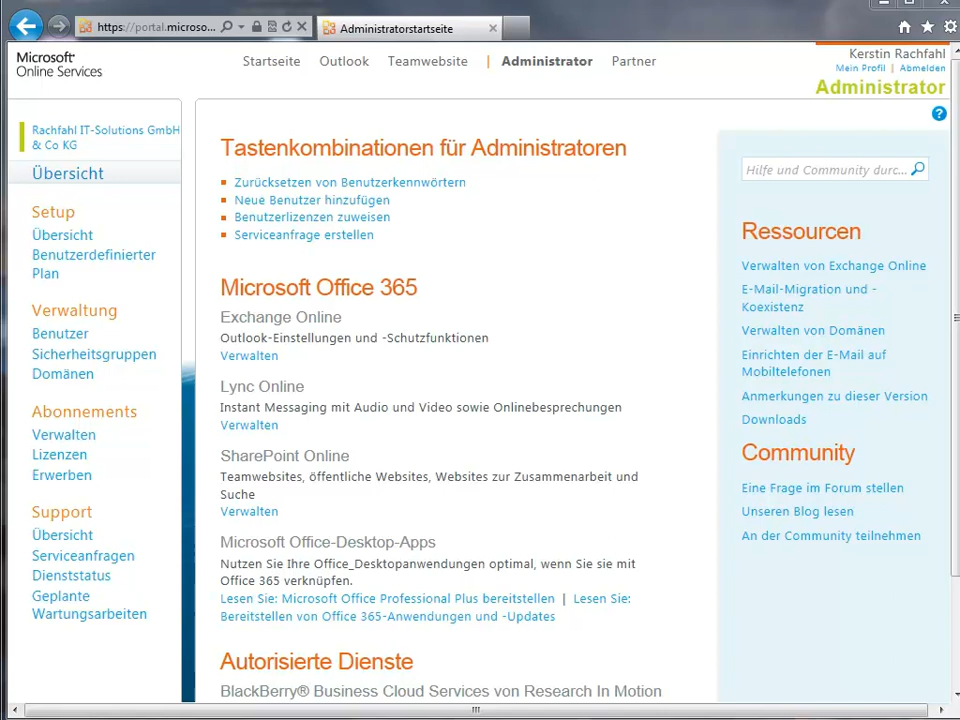 https://portal.microso...
Administratorstartseite
Microsoft®
Online Services
Startseite Outlook Teamwebsite | Administrator Partner
Kerstin Rachfahl
Mein Profil | Abmelden
Administrator
Rachfahl IT-Solutions GmbH
& Co KG
Übersicht
Setup
Übersicht
Benutzerdefinierter
Plan
Verwaltung
Benutzer
Sicherheitsgruppen
Domänen
Abonnements
Verwalten
Lizenzen
Erwerben
Support
Übersicht
Serviceanfragen
Dienststatus
Geplante
Wartungsarbeiten
Tastenkombinationen für Administratoren
Zurücksetzen von Benutzerkennwörtern
Neue Benutzer hinzufügen
Benutzerlizenzen zuweisen
Serviceanfrage erstellen
Microsoft Office 365
Exchange Online
Outlook-Einstellungen und -Schutzfunktionen
Verwalten
Lync Online
Instant Messaging mit Audio und Video sowie Onlinebesprechungen
Verwalten
SharePoint Online
Teamwebsites, öffentliche Websites, Websites zur Zusammenarbeit und
Suche
Verwalten
Microsoft Office-Desktop-Apps
Nutzen Sie Ihre Office_Desktopanwendungen optimal, wenn Sie sie mit
Office 365 verknüpfen.
Lesen Sie: Microsoft Office Professional Plus bereitstellen | Lesen Sie:
Bereitstellen von Office 365-Anwendungen und -Updates
Autorisierte Dienste
BlackBerry® Business Cloud Services von Research In Motion
?
Hilfe und Community durc...
Ressourcen
Verwalten von Exchange Online
E-Mail-Migration und -
Koexistenz
Verwalten von Domänen
Einrichten der E-Mail auf
Mobiltelefonen
Anmerkungen zu dieser Version
Downloads
Community
Eine Frage im Forum stellen
Unseren Blog lesen
An der Community teilnehmen